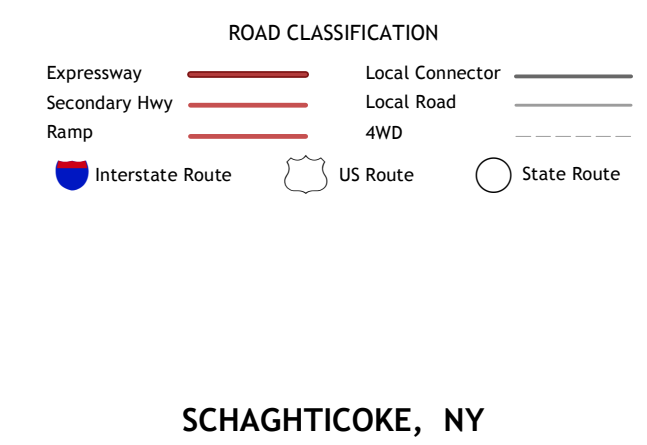 ROAD CLASSIFICATION
Expressway
Local Connector
Secondary Hwy
Local Road
Ramp
4WD
Interstate Route
US Route
State Route
SCHAGHTICOKE, NY